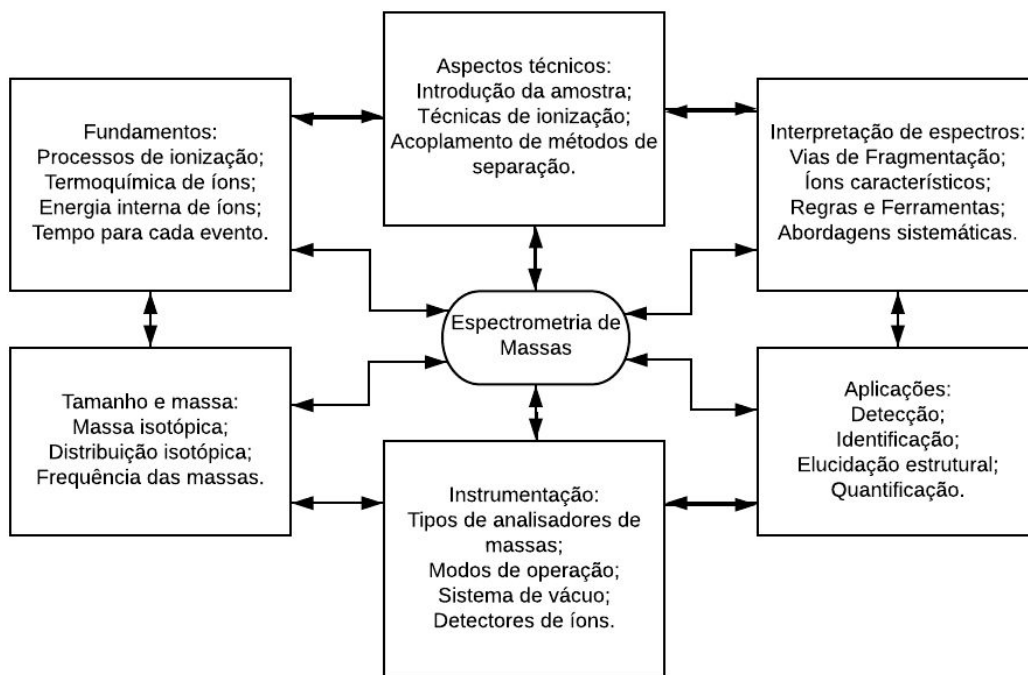 Aspectos técnicos:
Introdução da amostra;
Técnicas de ionização;
Acoplamento de métodos de
separação.
Fundamentos:
Processos de ionização;
Termoquímica de íons;
Energia interna de íons;
Tempo para cada evento.
Interpretação de espectros:
Vias de Fragmentação;
Íons característicos;
Regras e Ferramentas;
Abordagens sistemáticas.
Espectrometria de
Massas
Tamanho e massa:
Massa isotópica;
Distribuição isotópica;
Frequência das massas.
Instrumentação:
Tipos de analisadores de
massas;
Modos de operação;
Sistema de vácuo;
Detectores de íons.
Aplicações:
Detecção;
Identificação;
Elucidação estrutural;
Quantificação.